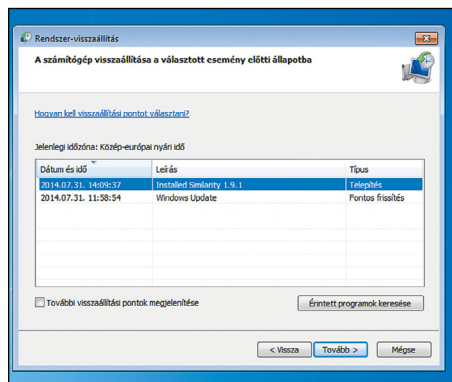 Rendszer-visszaállítás
A számítógép visszaállítása a választott esemény előtti állapotba
Hogyan kell visszaállítási pontot választani?
Jelenlegi időzóna: Közép-európai nyári idő
Dátum és idő Leírás Típus
2014.07.31. 14:09:37 Installed Similarity 1.9.1 Telepítés
2014.07.31. 11:58:54 Windows Update Fontos frissítés
További visszaállítási pontok megjelenítése Érintett programok keresése
< Vissza Tovább > Mégse